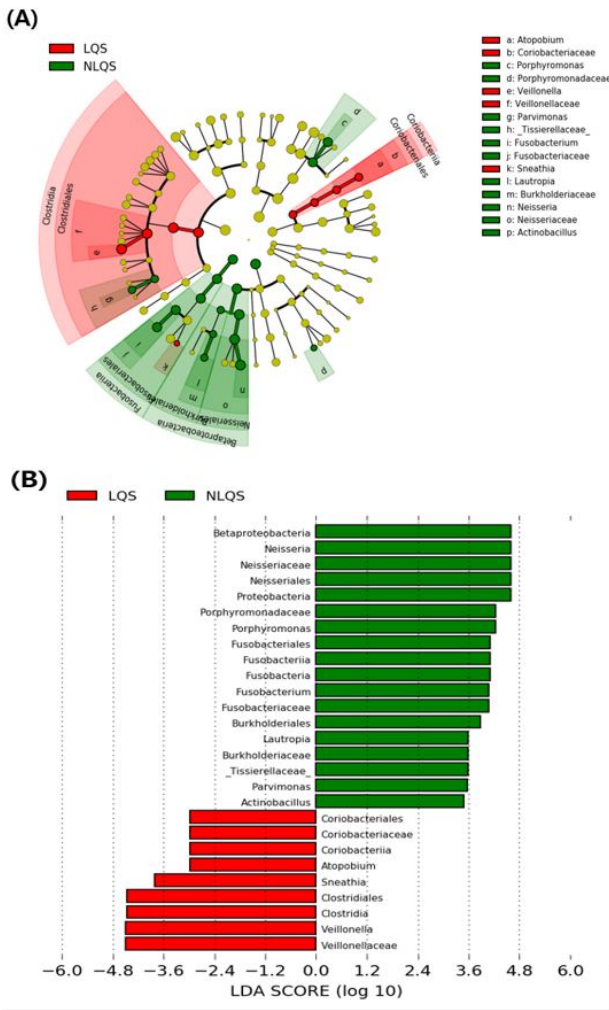 (A)
LQS
NLQS
a: Atopobium
b: Coriobacteriaceae
c: Porphyromonas
d: Porphyromonadaceae
e: Veillonella
f: Veillonellaceae
g: Parvimonas
h: _Tissierellaceae_
i: Fusobacterium
j: Fusobacteriaceae
k: Sneathia
l: Lautropia
m: Burkholderiaceae
n: Neisseria
o: Neisseriaceae
p: Actinobacillus
d
c
Coriobacteriia
Coriobacteriales
b
a
Clostridia
Clostridiales
f
e
h
g
j
i
k
l
m
n
o
p
Fusobacteriales
Fusobacteriia
Burkholderiales
Neisseriales
Betaproteobacteria
(B)
LQS NLQS
Betaproteobacteria
Neisseria
Neisseriaceae
Neisseriales
Proteobacteria
Porphyromonadaceae
Porphyromonas
Fusobacteriales
Fusobacteriia
Fusobacteria
Fusobacterium
Fusobacteriaceae
Burkholderiales
Lautropia
Burkholderiaceae
_Tissierellaceae_
Parvimonas
Actinobacillus
Coriobacteriales
Coriobacteriaceae
Coriobacteriia
Atopobium
Sneathia
Clostridiales
Clostridia
Veillonella
Veillonellaceae
−6.0 −4.8 −3.6 −2.4 −1.2 0.0 1.2 2.4 3.6 4.8 6.0
LDA SCORE (log 10)